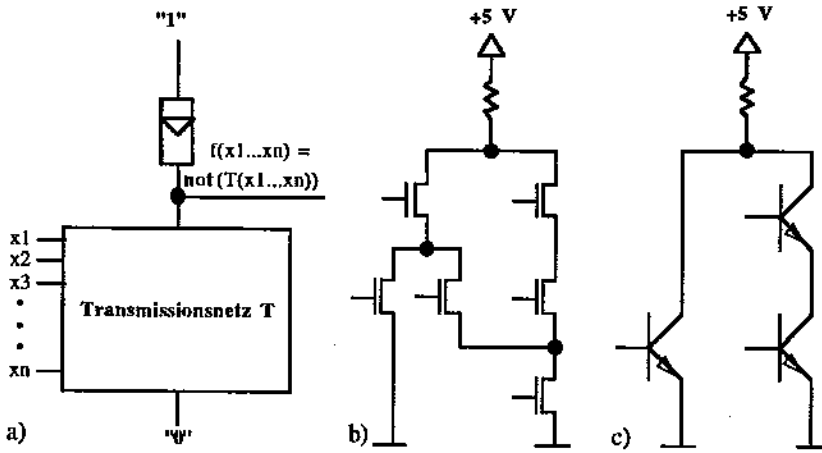 "1"
+5 V
+5 V
f(x1...xn) =
not (T(x1...xn))
x1
x2
x3
xn
Transmissionsnetz T
a)
"0"
b)
c)